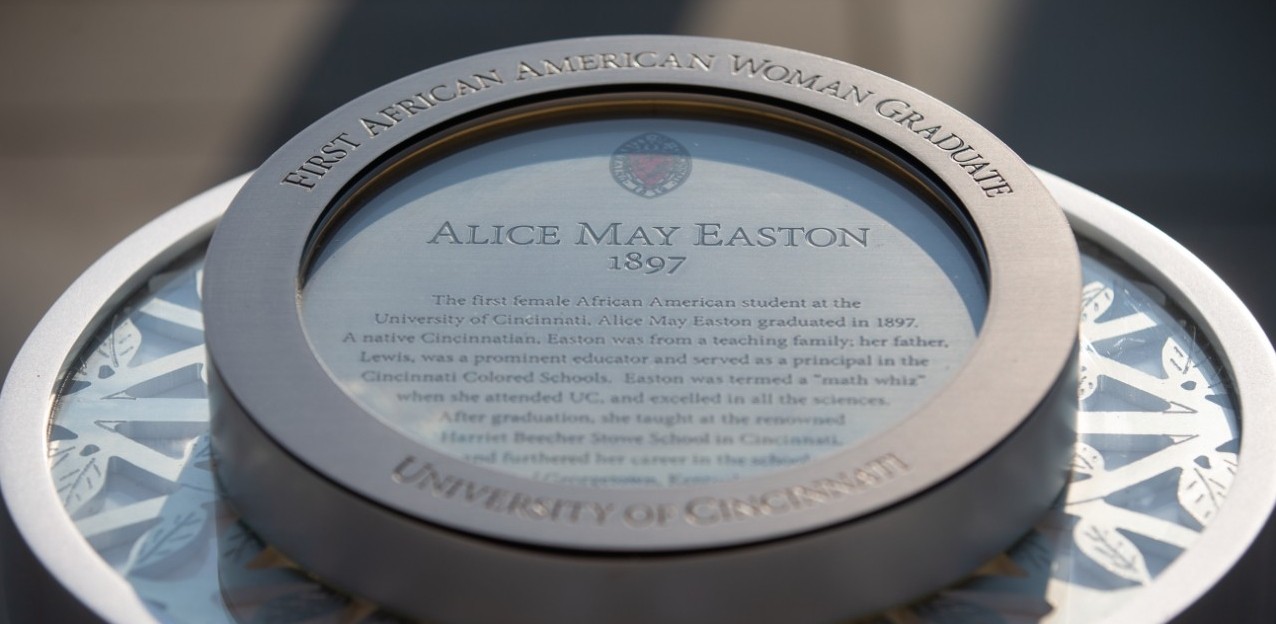 FIRST AFRICAN AMERICAN WOMAN GRADUATE
ALICE MAY EASTON
1897
The first female African American student at the
University of Cincinnati, Alice May Easton graduated in 1897.
A native Cincinnatian, Easton was from a teaching family; her father,
Lewis, was a prominent educator and served as a principal in the
Cincinnati Colored Schools. Easton was termed a "math whiz"
when she attended UC, and excelled in all the sciences.
After graduation, she taught at the renowned
Harriet Beecher Stowe School in Cincinnati,
and furthered her career in the school
Georgetown,
UNIVERSITY OF CINCINNATI